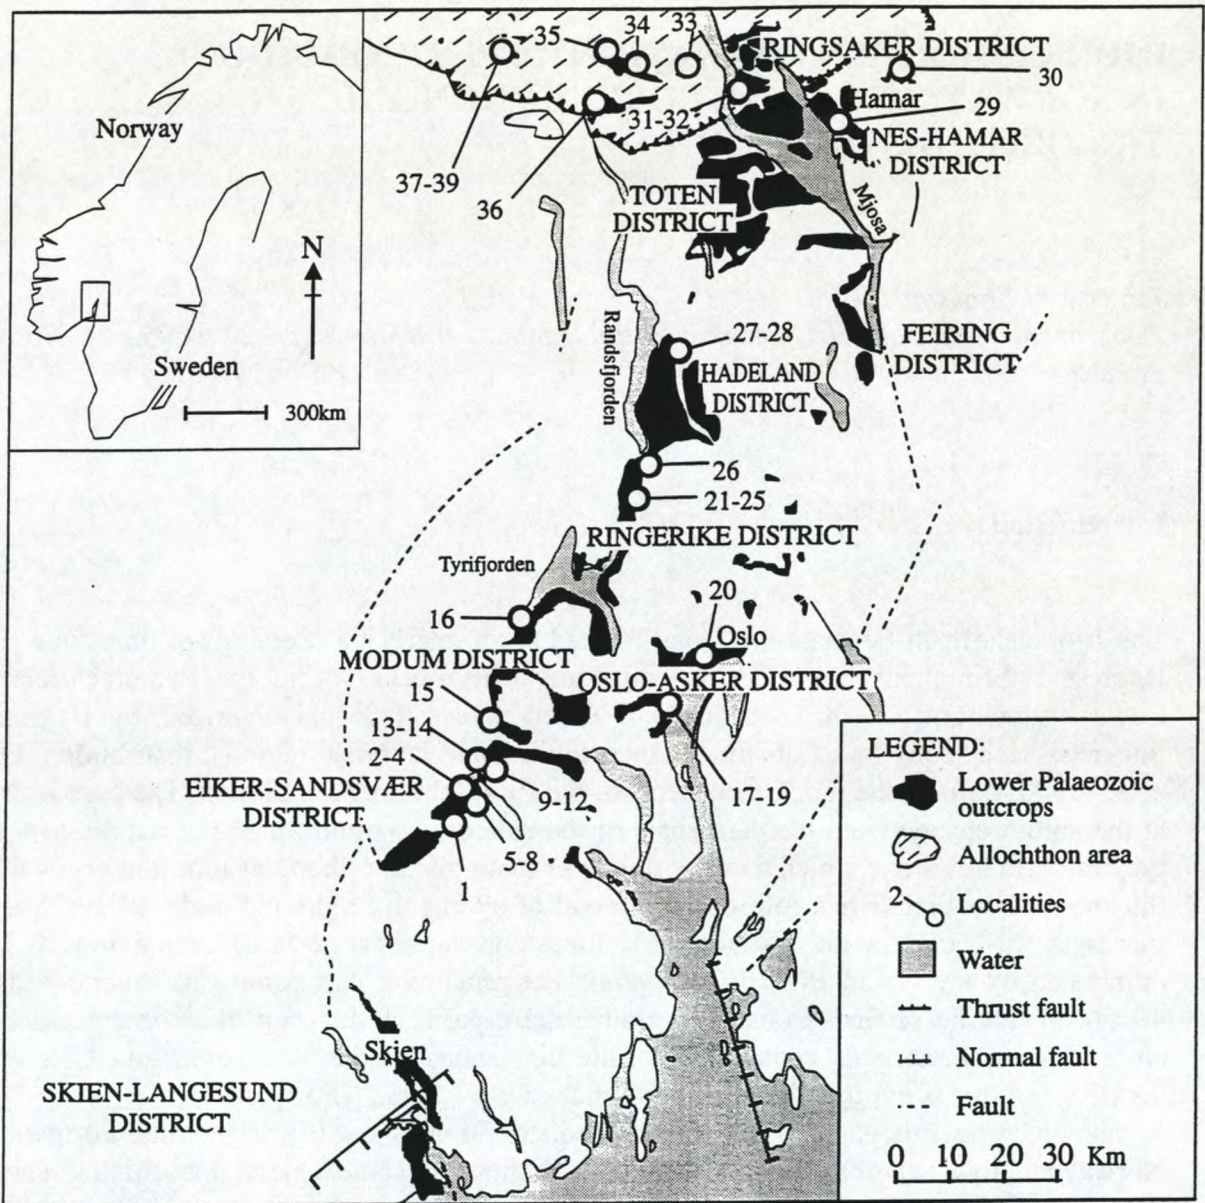 Norway
N
Sweden
300km
35
34
33
RINGSAKER DISTRICT
30
Hamar
29
31-32
NES-HAMAR
DISTRICT
37-39
36
TOTEN
DISTRICT
Mjosa
Randsfjorden
27-28
FEIRING
DISTRICT
HADELAND
DISTRICT
26
21-25
RINGERIKE DISTRICT
Tyrifjorden
20
16
Oslo
MODUM DISTRICT
OSLO-ASKER DISTRICT
15
13-14
2-4
EIKER-SANDSVÆR
DISTRICT
9-12
17-19
5-8
1
Skien
SKIEN-LANGESUND
DISTRICT
LEGEND:
Lower Palaeozoic
outcrops
Allochthon area
2
Localities
Water
Thrust fault
Normal fault
Fault
0 10 20 30 Km